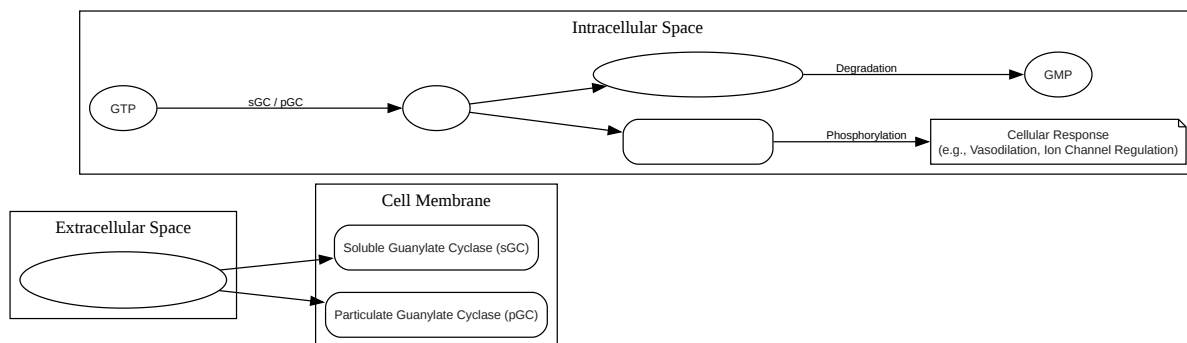 Intracellular Space
GTP
sGC / pGC
Degradation
GMP
Phosphorylation
Cellular Response
(e.g., Vasodilation, Ion Channel Regulation)
Cell Membrane
Extracellular Space
Soluble Guanylate Cyclase (sGC)
Particulate Guanylate Cyclase (pGC)